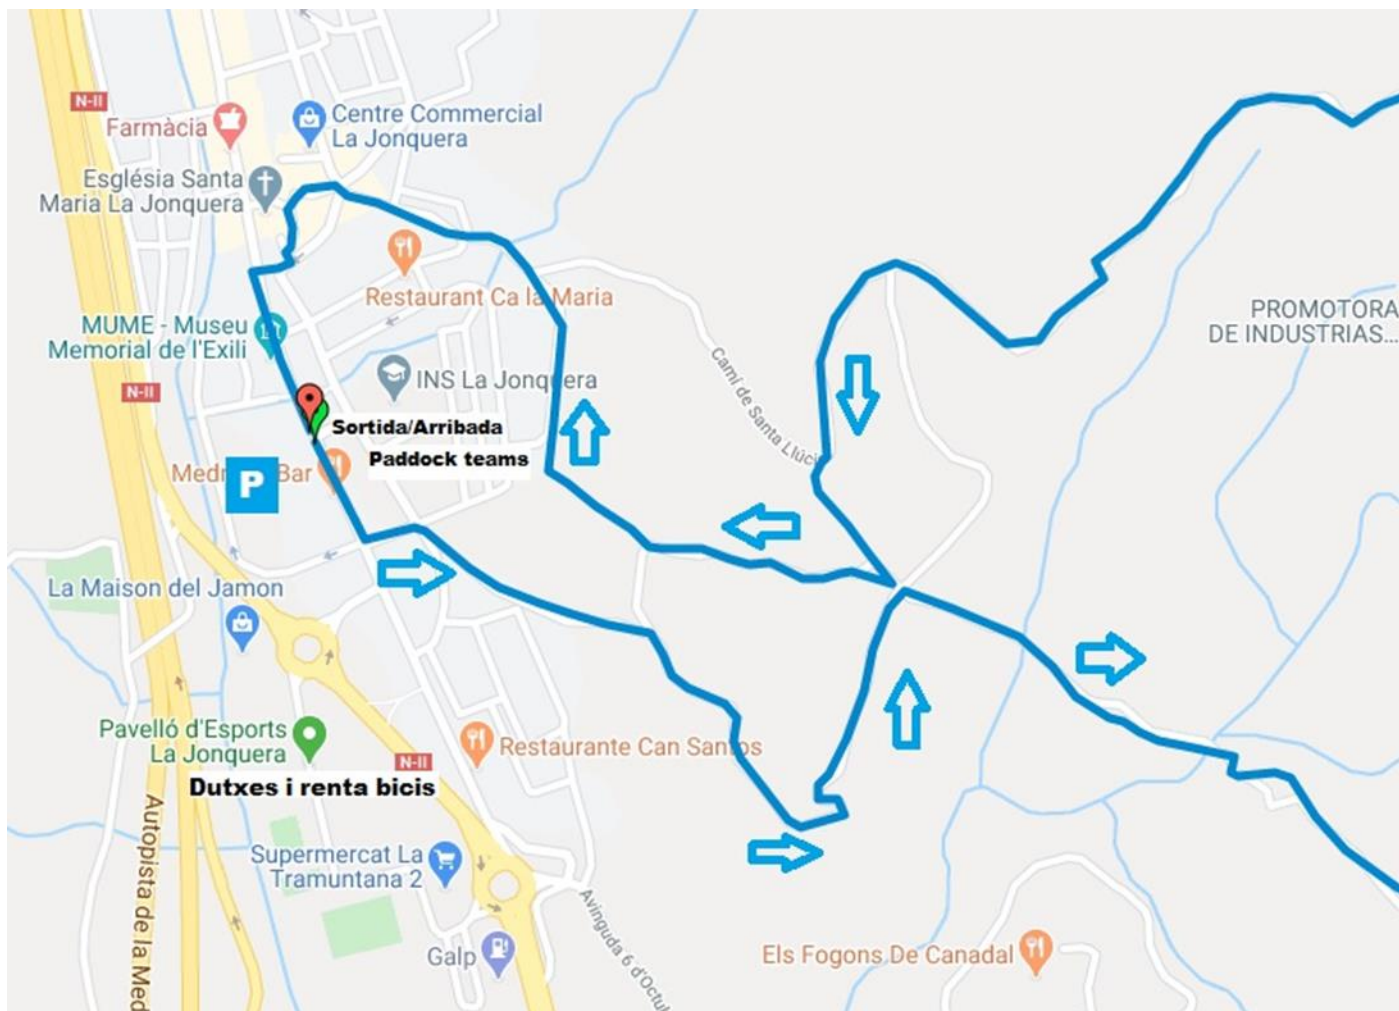 N-II
Farmàcia
Centre Commercial
La Jonquera
Església Santa
Maria La Jonquera
Restaurant Ca la Maria
PROMOTORA
DE INDUSTRIAS...
MUME - Museu
Memorial de l'Exili
N-II
INS La Jonquera
Camí de Santa Llúci
Sortida/Arribada
Paddock teams
Bar
P
La Maison del Jamon
Pavelló d'Esports
La Jonquera
N-II
Restaurante Can Santos
Dutxes i renta bicis
Autopista de la Med
Supermercat La
Tramuntana 2
Avinguda 6 d'Octu
Galp
Els Fogons De Canadal